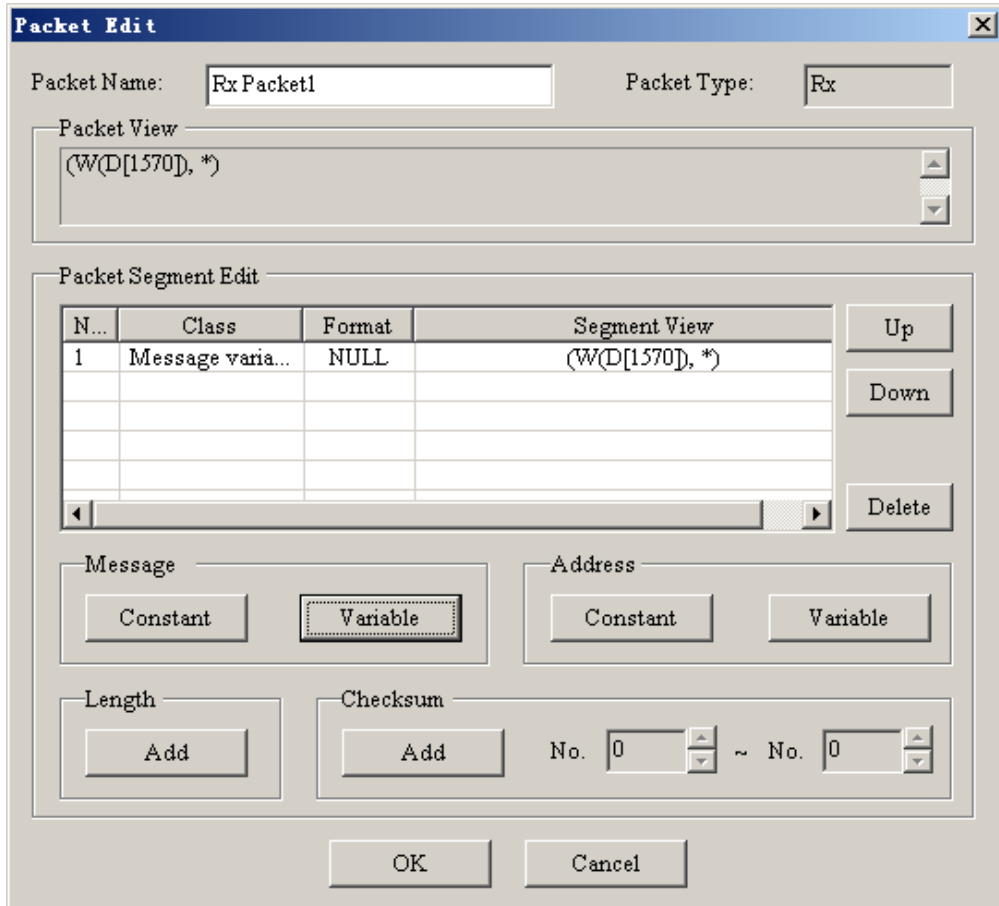 Packet Edit
Packet Name: Rx Packet1 Packet Type: Rx
Packet View
(W(D[1570]), *)
Packet Segment Edit
N... Class Format Segment View
1 Message varia... NULL (W(D[1570]), *)
Up
Down
Delete
Message
Constant Variable
Address
Constant Variable
Length
Add
Checksum
Add No. 0 ~ No. 0
OK Cancel